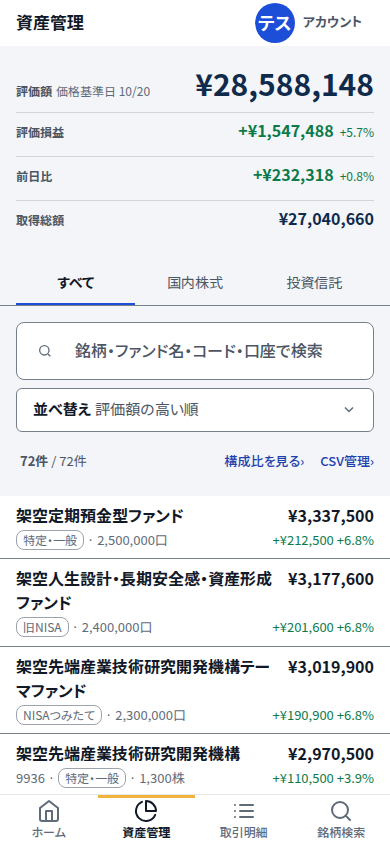 資産管理
テス アカウント
評価額 価格基準日 10/20 ¥28,588,148
評価損益 +¥1,547,488 +5.7%
前日比 +¥232,318 +0.8%
取得総額 ¥27,040,660
すべて 国内株式 投資信託
銘柄・ファンド名・コード・口座で検索
並べ替え 評価額の高い順
72件 / 72件 構成比を見る› CSV管理›
架空定期預金型ファンド ¥3,337,500
特定・一般 · 2,500,000口 +¥212,500 +6.8%
架空人生設計・長期安全感・資産形成 ¥3,177,600
ファンド
旧NISA · 2,400,000口 +¥201,600 +6.8%
架空先端産業技術研究開発機構テー ¥3,019,900
マファンド
NISAつみたて · 2,300,000口 +¥190,900 +6.8%
架空先端産業技術研究開発機構 ¥2,970,500
9936 · 特定・一般 · 1,300株 +¥110,500 +3.9%
ホーム 資産管理 取引明細 銘柄検索